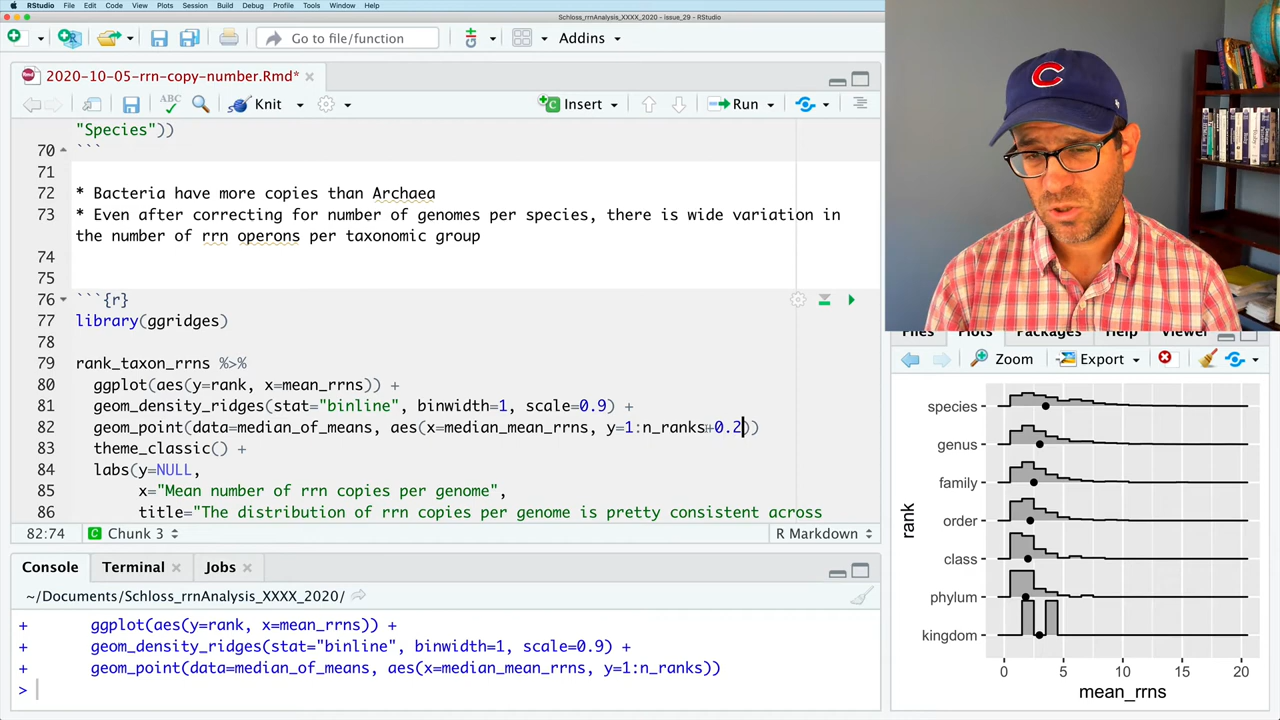 RStudio File Edit Code View Plots Session Build Debug Profile Tools Window Help
Schloss_rrnAnalysis_XXXX_2020 - issue_29 - RStudio
Go to file/function
Addins
2020-10-05-rrn-copy-number.Rmd*
ABC
Knit
Insert
Run
"Species"))
70 ```
71
72 * Bacteria have more copies than Archaea
73 * Even after correcting for number of genomes per species, there is wide variation in
the number of rrn operons per taxonomic group
74
75
76 ```{r}
77 library(ggridges)
78
79 rank_taxon_rrns %>%
80 ggplot(aes(y=rank, x=mean_rrns)) +
81 geom_density_ridges(stat="binline", binwidth=1, scale=0.9) +
82 geom_point(data=median_of_means, aes(x=median_mean_rrns, y=1:n_ranks+0.2))
83 theme_classic() +
84 labs(y=NULL,
85 x="Mean number of rrn copies per genome",
86 title="The distribution of rrn copies per genome is pretty consistent across
82:74
Chunk 3
R Markdown
Console
Terminal
Jobs
~/Documents/Schloss_rrnAnalysis_XXXX_2020/
+ ggplot(aes(y=rank, x=mean_rrns)) +
+ geom_density_ridges(stat="binline", binwidth=1, scale=0.9) +
+ geom_point(data=median_of_means, aes(x=median_mean_rrns, y=1:n_ranks))
>
C
Files
Plots
Packages
Help
Viewer
Zoom
Export
species
genus
family
order
class
phylum
kingdom
rank
0 5 10 15 20
mean_rrns